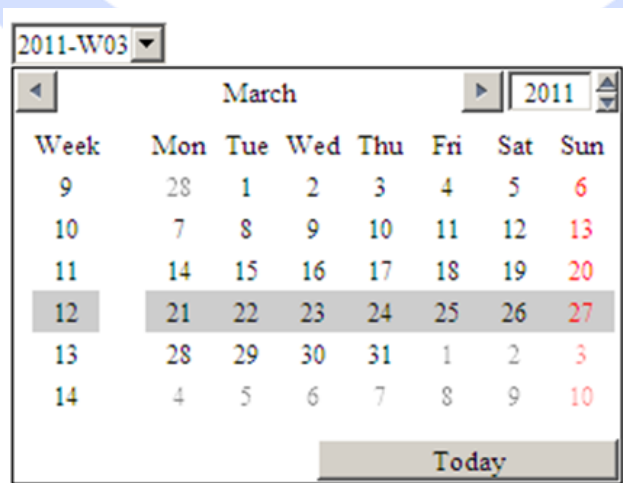 2011-W03
March 2011
Week Mon Tue Wed Thu Fri Sat Sun
9 28 1 2 3 4 5 6
10 7 8 9 10 11 12 13
11 14 15 16 17 18 19 20
12 21 22 23 24 25 26 27
13 28 29 30 31 1 2 3
14 4 5 6 7 8 9 10
Today